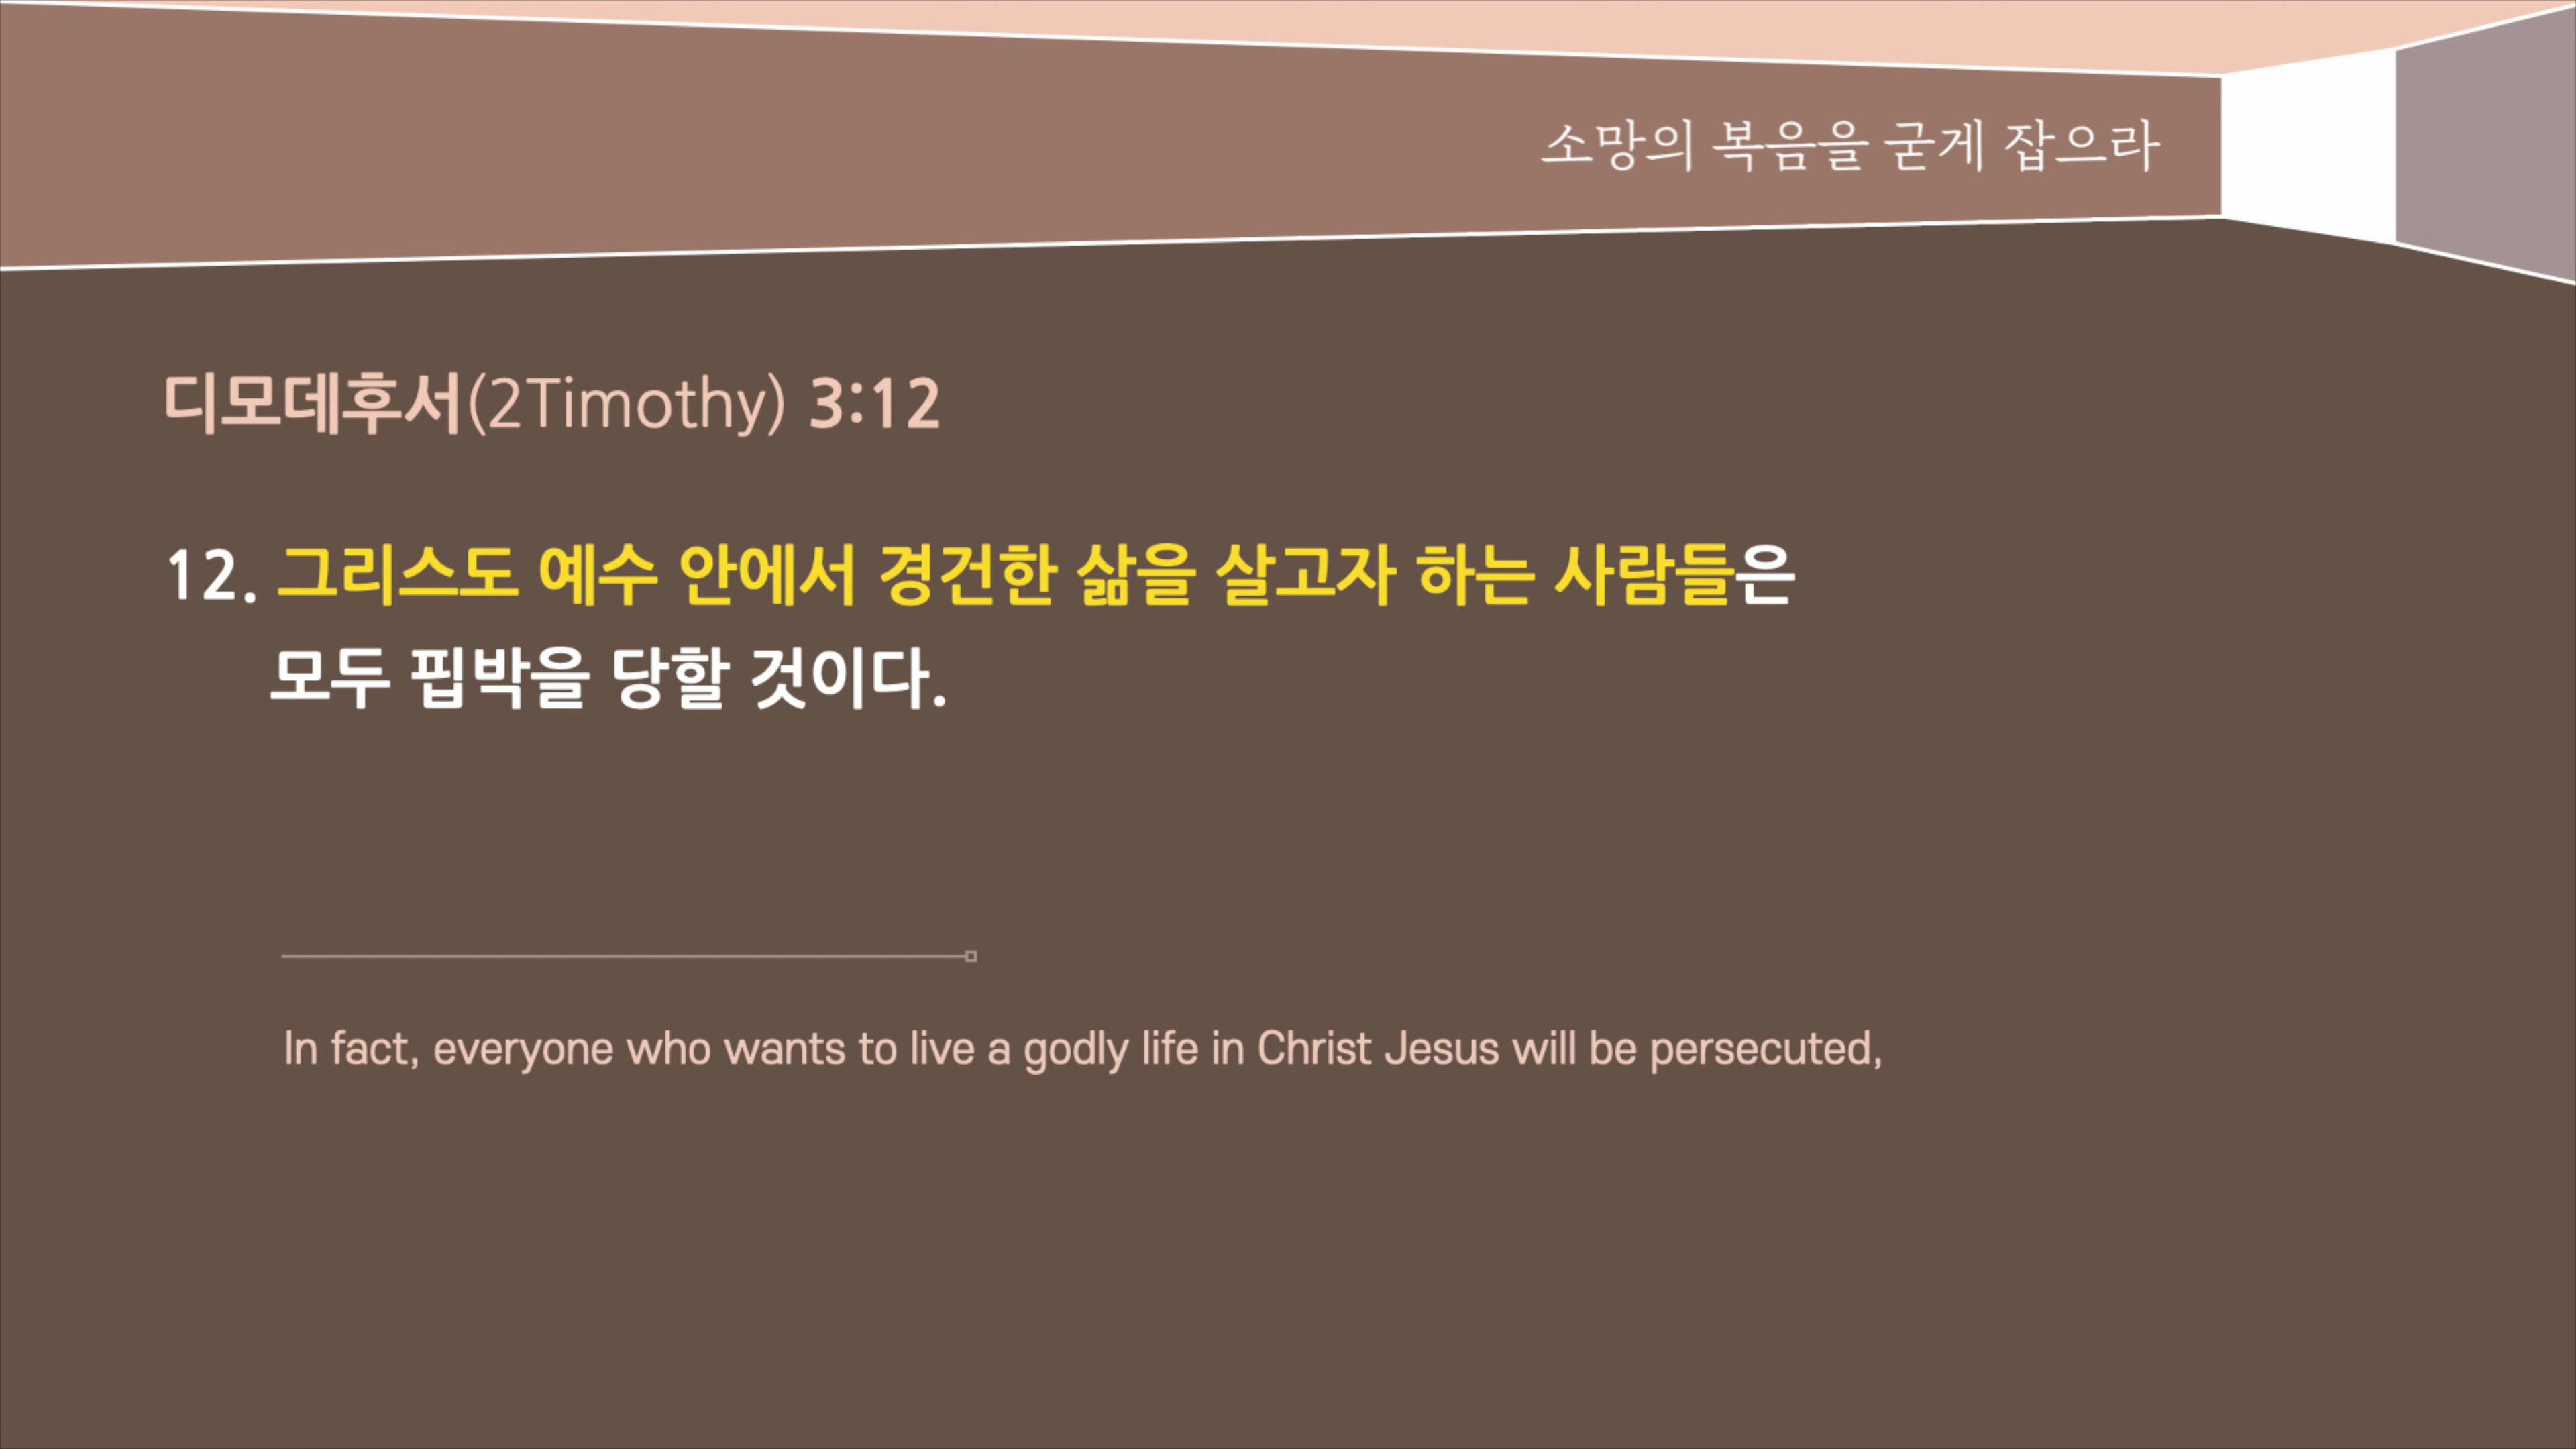 소망의 복음을 굳게 잡으라
디모데후서(2Timothy) 3:12
12. 그리스도 예수 안에서 경건한 삶을 살고자 하는 사람들은
모두 핍박을 당할 것이다.
In fact, everyone who wants to live a godly life in Christ Jesus will be persecuted,